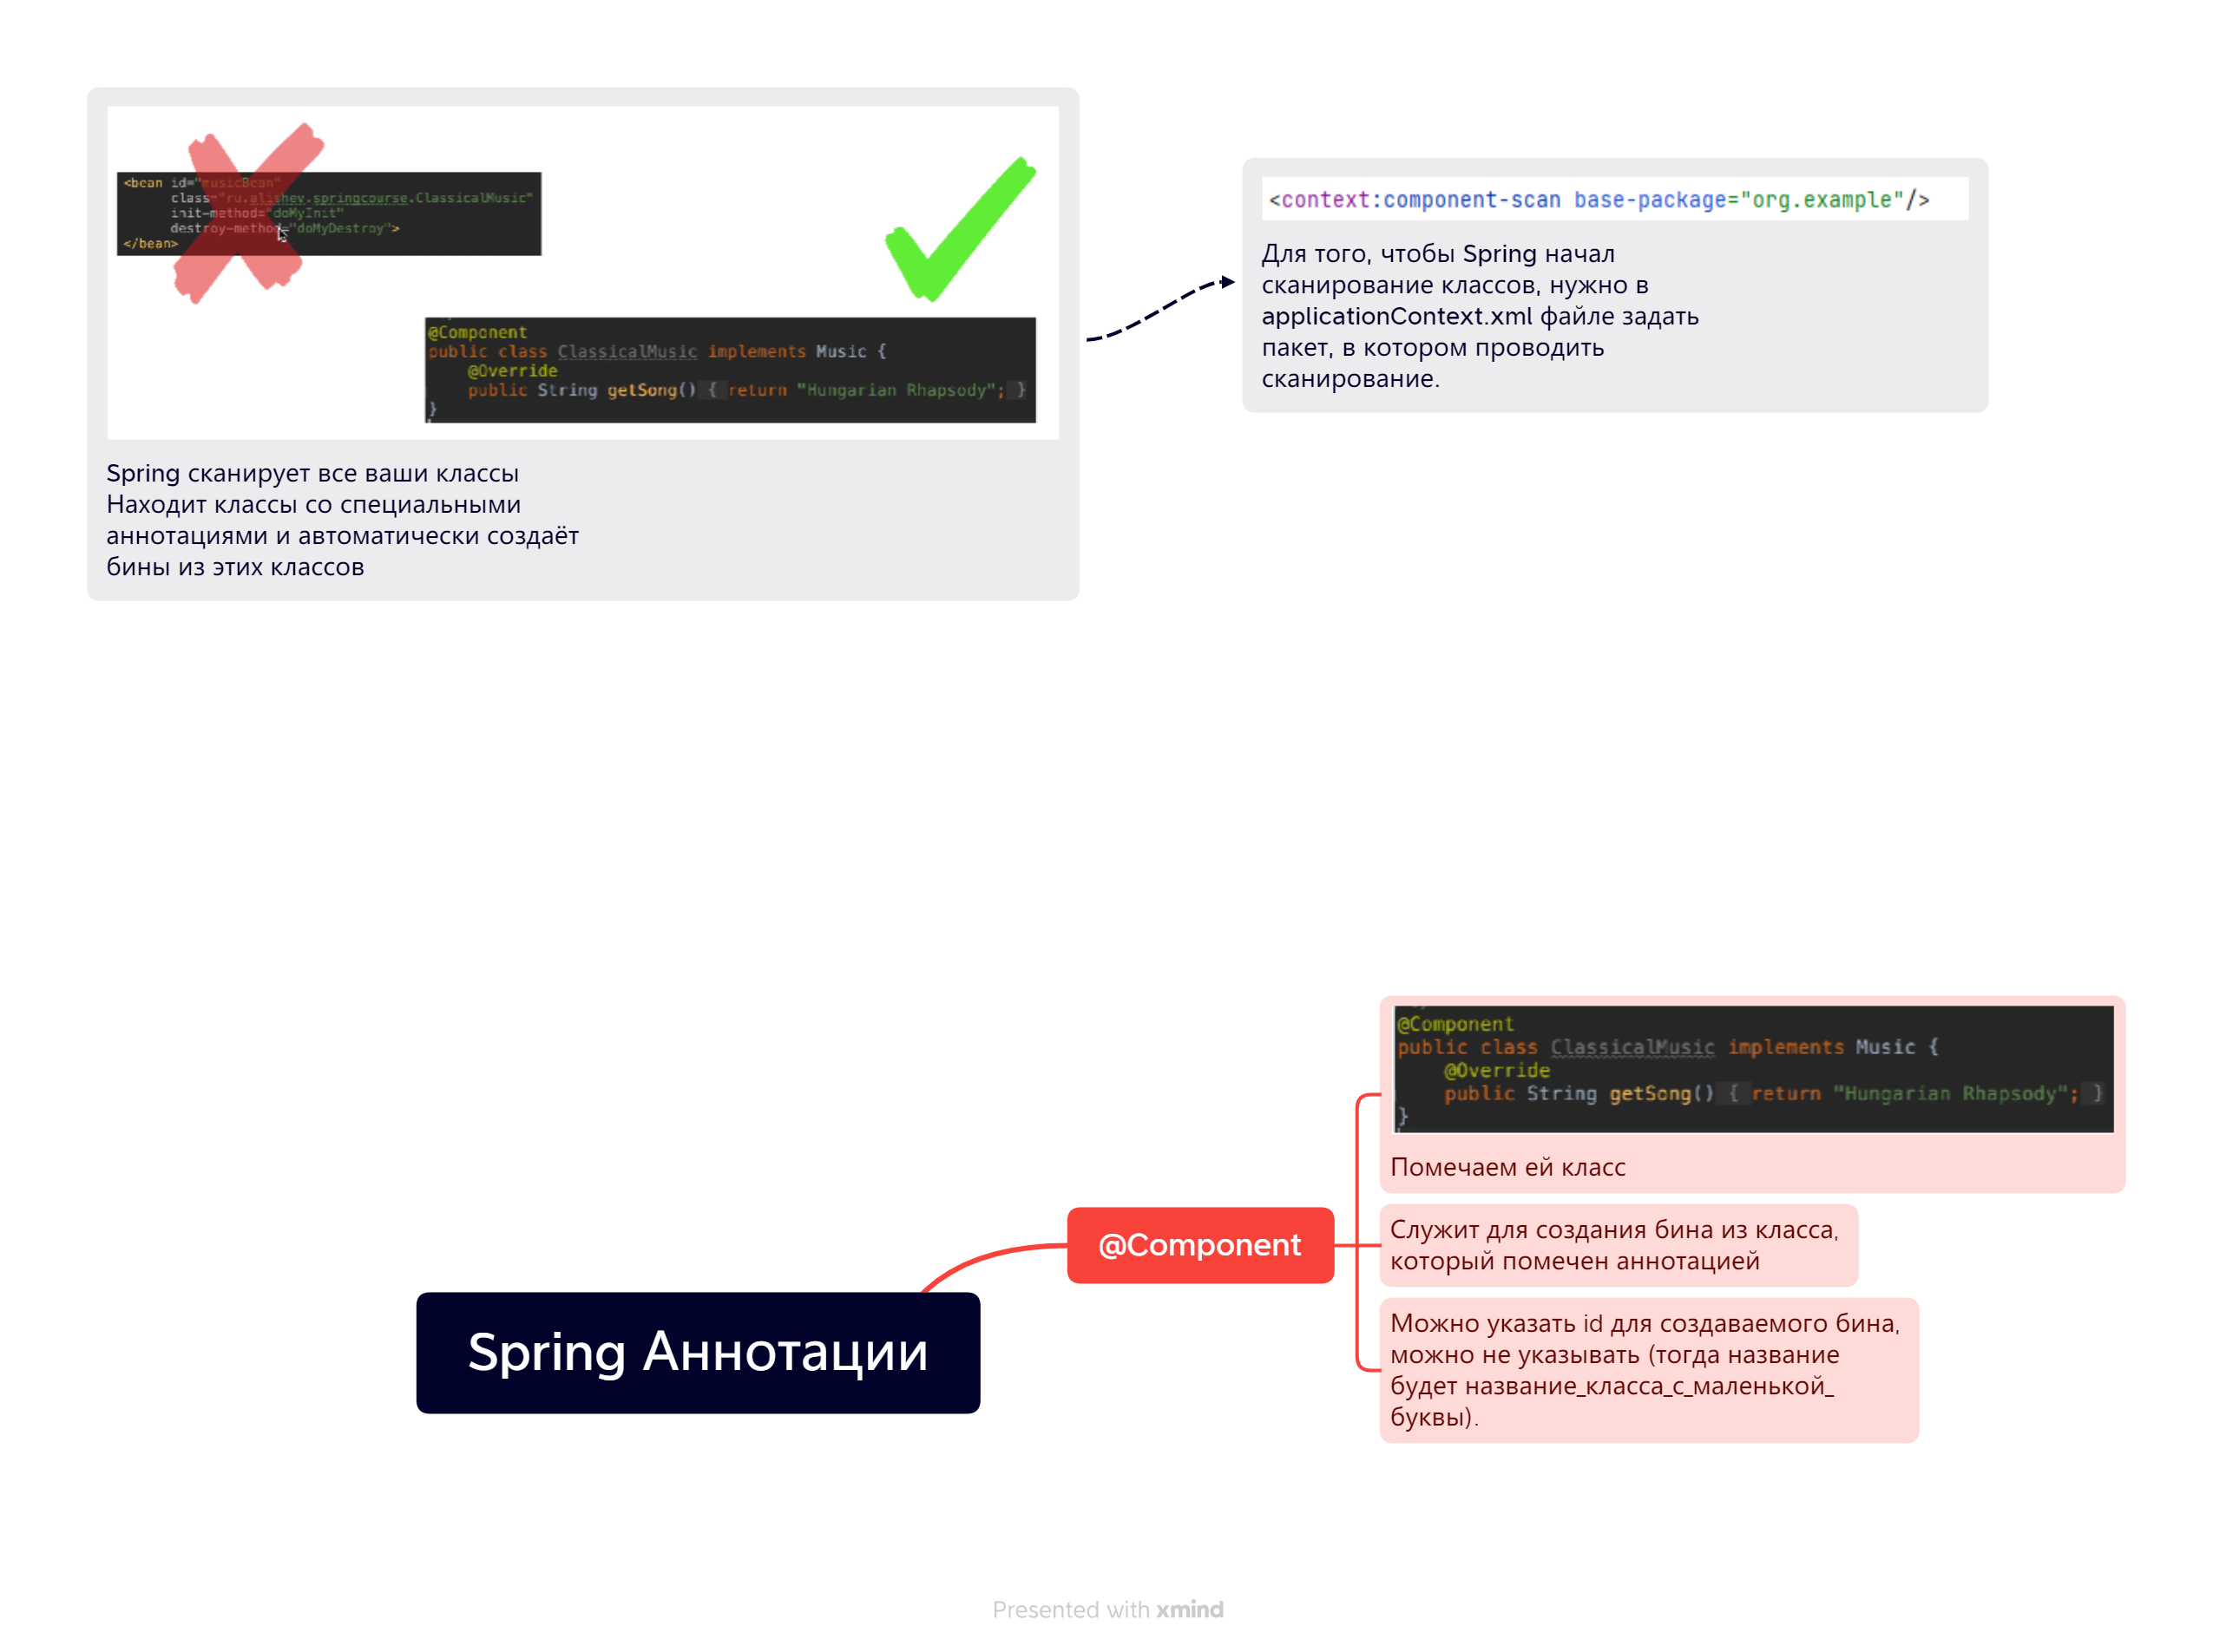 <bean id="musicBean"
class="ru.alishev.springcourse.ClassicalMusic"
init-method="doMyInit"
destroy-method="doMyDestroy">
</bean>
@Component
public class ClassicalMusic implements Music {
@Override
public String getSong() { return "Hungarian Rhapsody"; }
}
Spring сканирует все ваши классы
Находит классы со специальными
аннотациями и автоматически создаёт
бины из этих классов
<context:component-scan base-package="org.example"/>
Для того, чтобы Spring начал
сканирование классов, нужно в
applicationContext.xml файле задать
пакет, в котором проводить
сканирование.
@Component
public class ClassicalMusic implements Music {
@Override
public String getSong() { return "Hungarian Rhapsody"; }
}
Помечаем ей класс
@Component
Служит для создания бина из класса,
который помечен аннотацией
Spring Аннотации
Можно указать id для создаваемого бина,
можно не указывать (тогда название
будет название_класса_с_маленькой_
буквы).
Presented with xmind